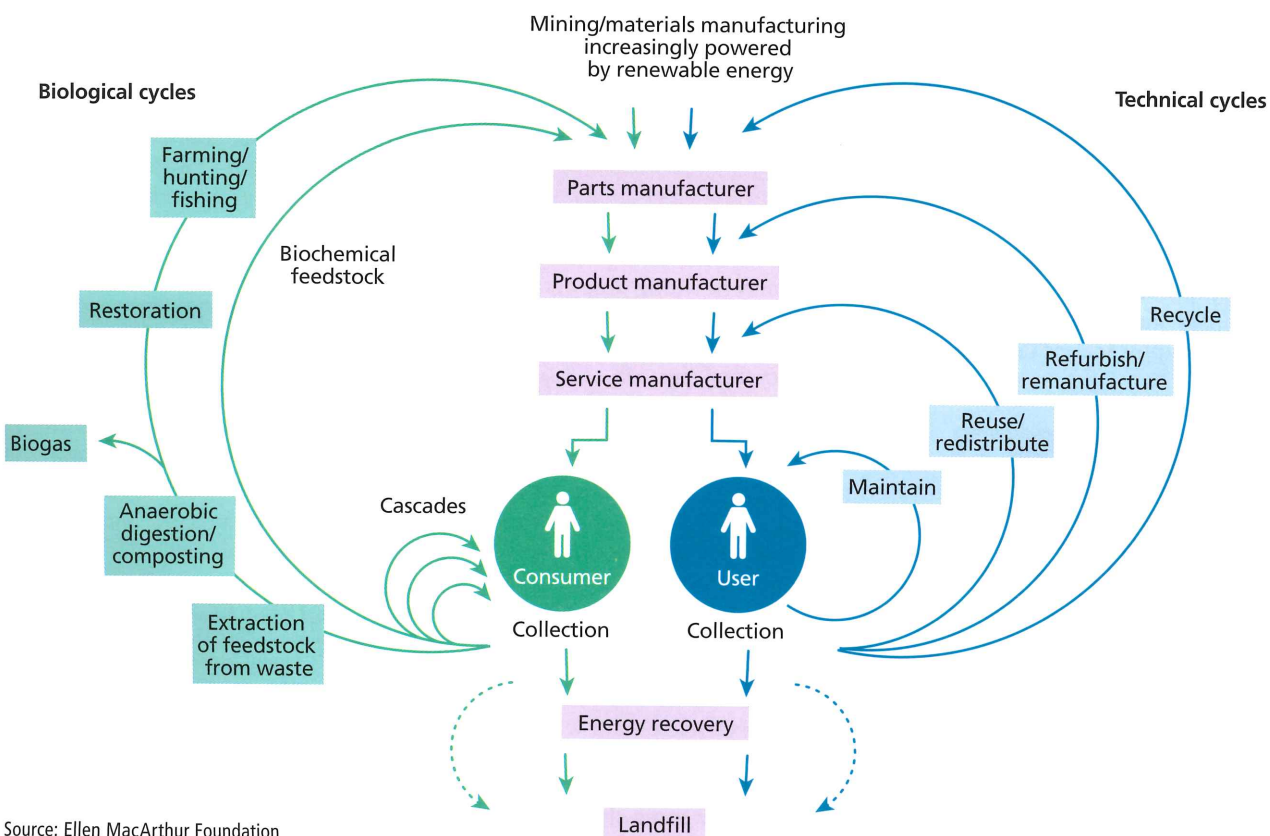 Mining/materials manufacturing
increasingly powered
by renewable energy
Biological cycles
Technical cycles
Farming/
hunting/
fishing
Parts manufacturer
Biochemical
feedstock
Product manufacturer
Restoration
Recycle
Service manufacturer
Refurbish/
remanufacture
Reuse/
redistribute
Biogas
Maintain
Cascades
Anaerobic
digestion/
composting
Consumer
User
Extraction
of feedstock
from waste
Collection
Collection
Energy recovery
Landfill
Source: Ellen MacArthur Foundation